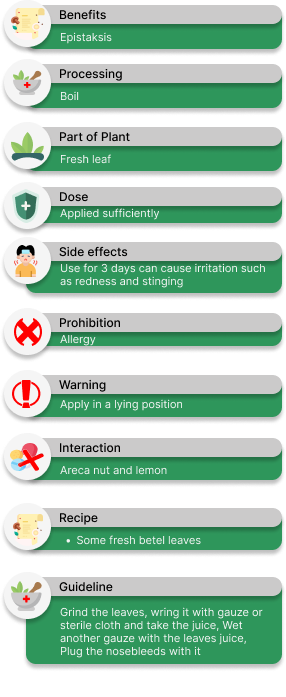 Benefits
Epistaksis
Processing
Boil
Part of Plant
Fresh leaf
Dose
Applied sufficiently
Side effects
Use for 3 days can cause irritation such
as redness and stinging
Prohibition
Allergy
Warning
Apply in a lying position
Interaction
Areca nut and lemon
Recipe
• Some fresh betel leaves
Guideline
Grind the leaves, wring it with gauze or
sterile cloth and take the juice, Wet
another gauze with the leaves juice,
Plug the nosebleeds with it